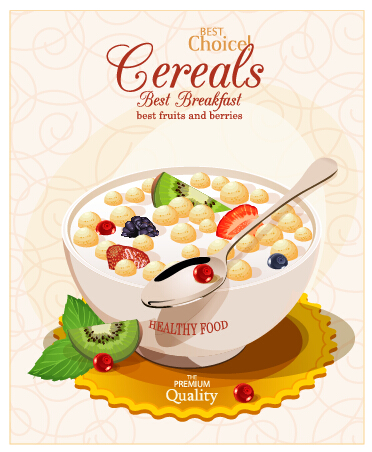 BEST
Choice!
Cereals
Best Breakfast
best fruits and berries
HEALTHY FOOD
THE
PREMIUM
Quality